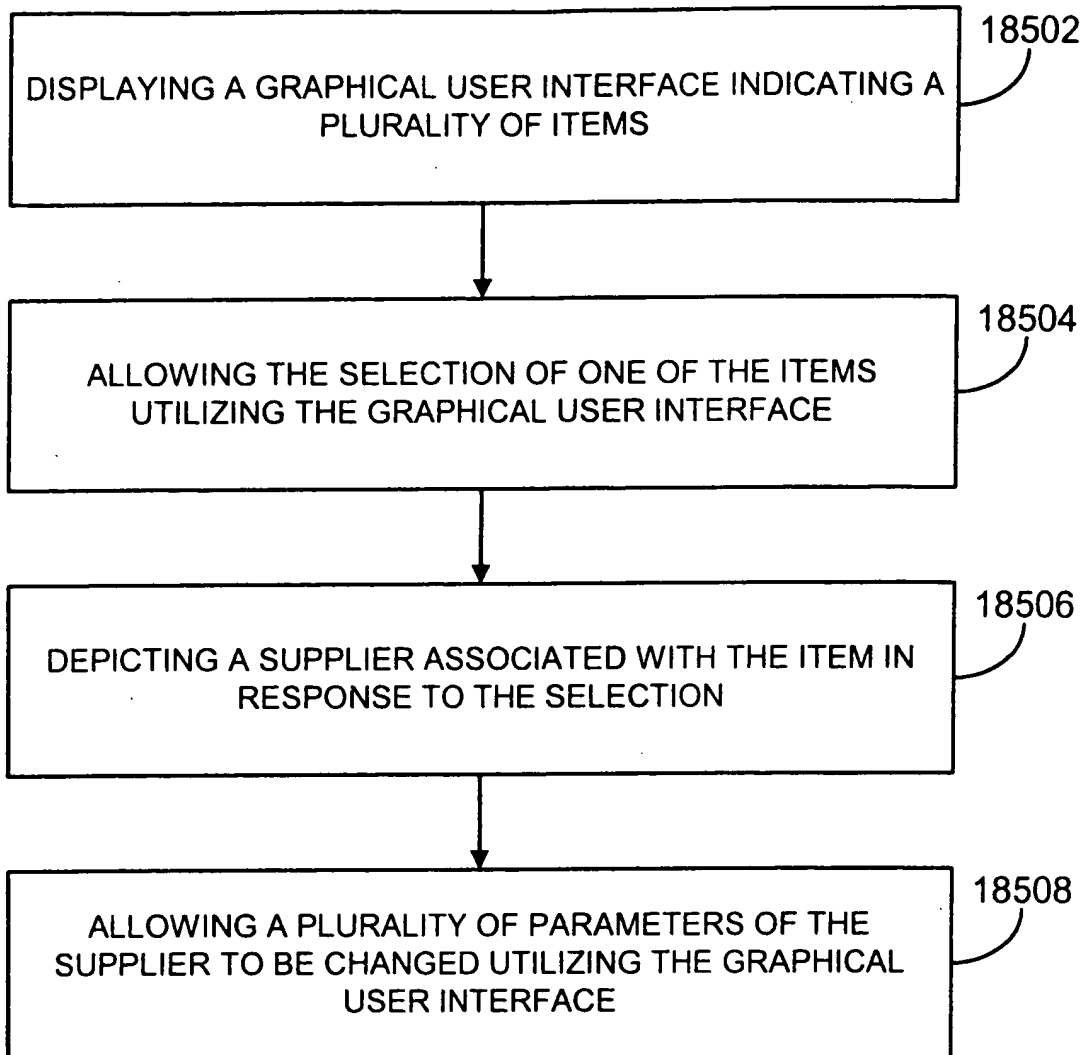 18502
DISPLAYING A GRAPHICAL USER INTERFACE INDICATING A
PLURALITY OF ITEMS
18504
ALLOWING THE SELECTION OF ONE OF THE ITEMS
UTILIZING THE GRAPHICAL USER INTERFACE
18506
DEPICTING A SUPPLIER ASSOCIATED WITH THE ITEM IN
RESPONSE TO THE SELECTION
18508
ALLOWING A PLURALITY OF PARAMETERS OF THE
SUPPLIER TO BE CHANGED UTILIZING THE GRAPHICAL
USER INTERFACE